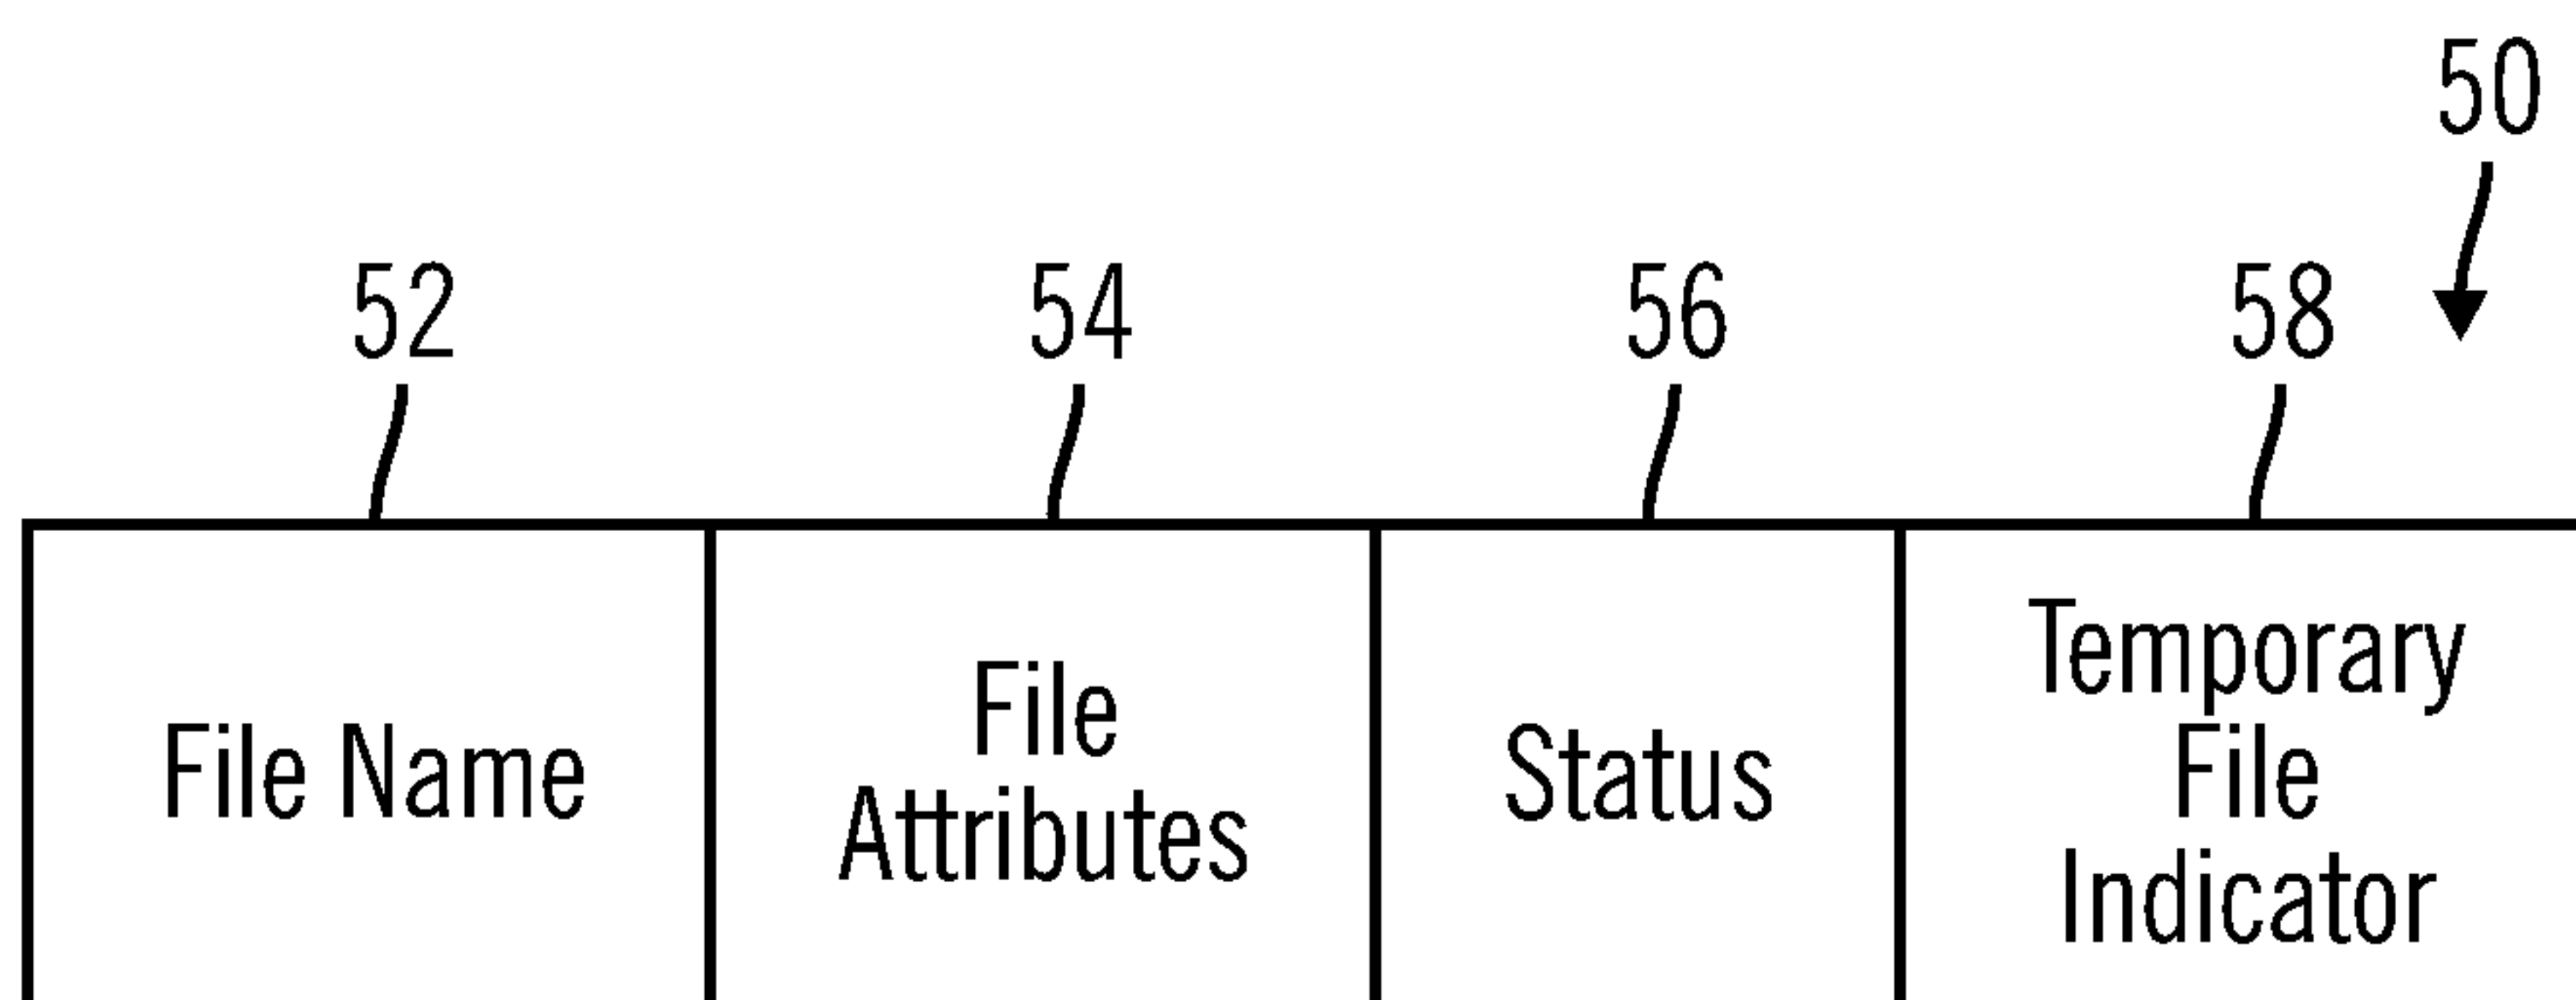 50
52
54
56
58
File Name
File
Attributes
Status
Temporary
File
Indicator